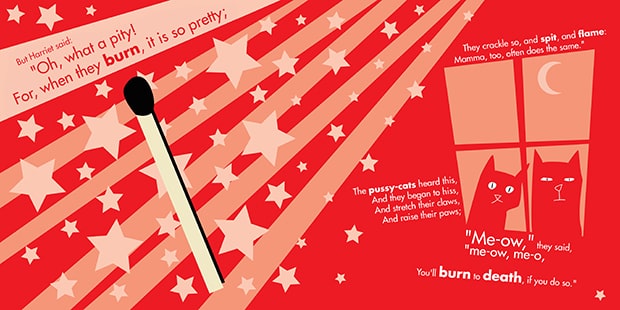 But Harriet said:
"Oh, what a pity!
For, when they burn, it is so pretty;
They crackle so, and spit, and flame:
Mamma, too, often does the same."
The pussy-cats heard this,
And they began to hiss,
And stretch their claws,
And raise their paws;
"Me-ow," they said,
"me-ow, me-o,
You'll burn to death, if you do so."